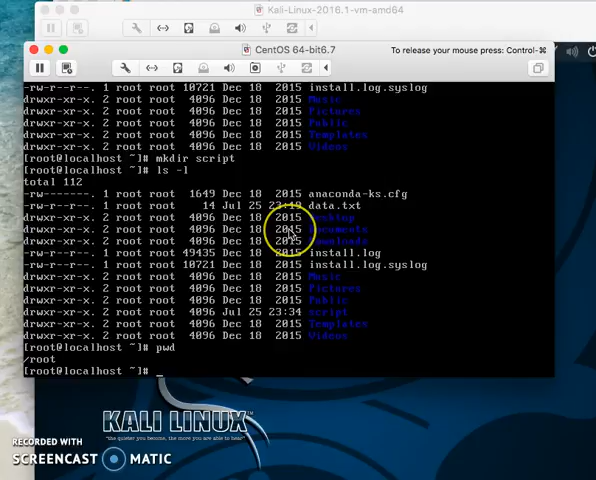 Kali-Linux-2016.1-vm-amd64
CentOS 64-bit6.7
To release your mouse press: Control-⌘
-rw-r--r--. 1 root root 10721 Dec 18  2015 install.log.syslog
drwxr-xr-x. 2 root root  4096 Dec 18  2015 Music
drwxr-xr-x. 2 root root  4096 Dec 18  2015 Pictures
drwxr-xr-x. 2 root root  4096 Dec 18  2015 Public
drwxr-xr-x. 2 root root  4096 Dec 18  2015 Templates
drwxr-xr-x. 2 root root  4096 Dec 18  2015 Videos
[root@localhost ~]# mkdir script
[root@localhost ~]# ls -l
total 112
-rw-------. 1 root root  1649 Dec 18  2015 anaconda-ks.cfg
-rw-r--r--. 1 root root    14 Jul 25 23:19 data.txt
drwxr-xr-x. 2 root root  4096 Dec 18  2015 Desktop
drwxr-xr-x. 2 root root  4096 Dec 18  2015 Documents
drwxr-xr-x. 2 root root  4096 Dec 18  2015 Downloads
-rw-r--r--. 1 root root 49435 Dec 18  2015 install.log
-rw-r--r--. 1 root root 10721 Dec 18  2015 install.log.syslog
drwxr-xr-x. 2 root root  4096 Dec 18  2015 Music
drwxr-xr-x. 2 root root  4096 Dec 18  2015 Pictures
drwxr-xr-x. 2 root root  4096 Dec 18  2015 Public
drwxr-xr-x. 2 root root  4096 Jul 25 23:34 script
drwxr-xr-x. 2 root root  4096 Dec 18  2015 Templates
drwxr-xr-x. 2 root root  4096 Dec 18  2015 Videos
[root@localhost ~]# pwd
/root
[root@localhost ~]# _
KALI LINUX
"the quieter you become, the more you are able to hear"
RECORDED WITH
SCREENCAST MATIC